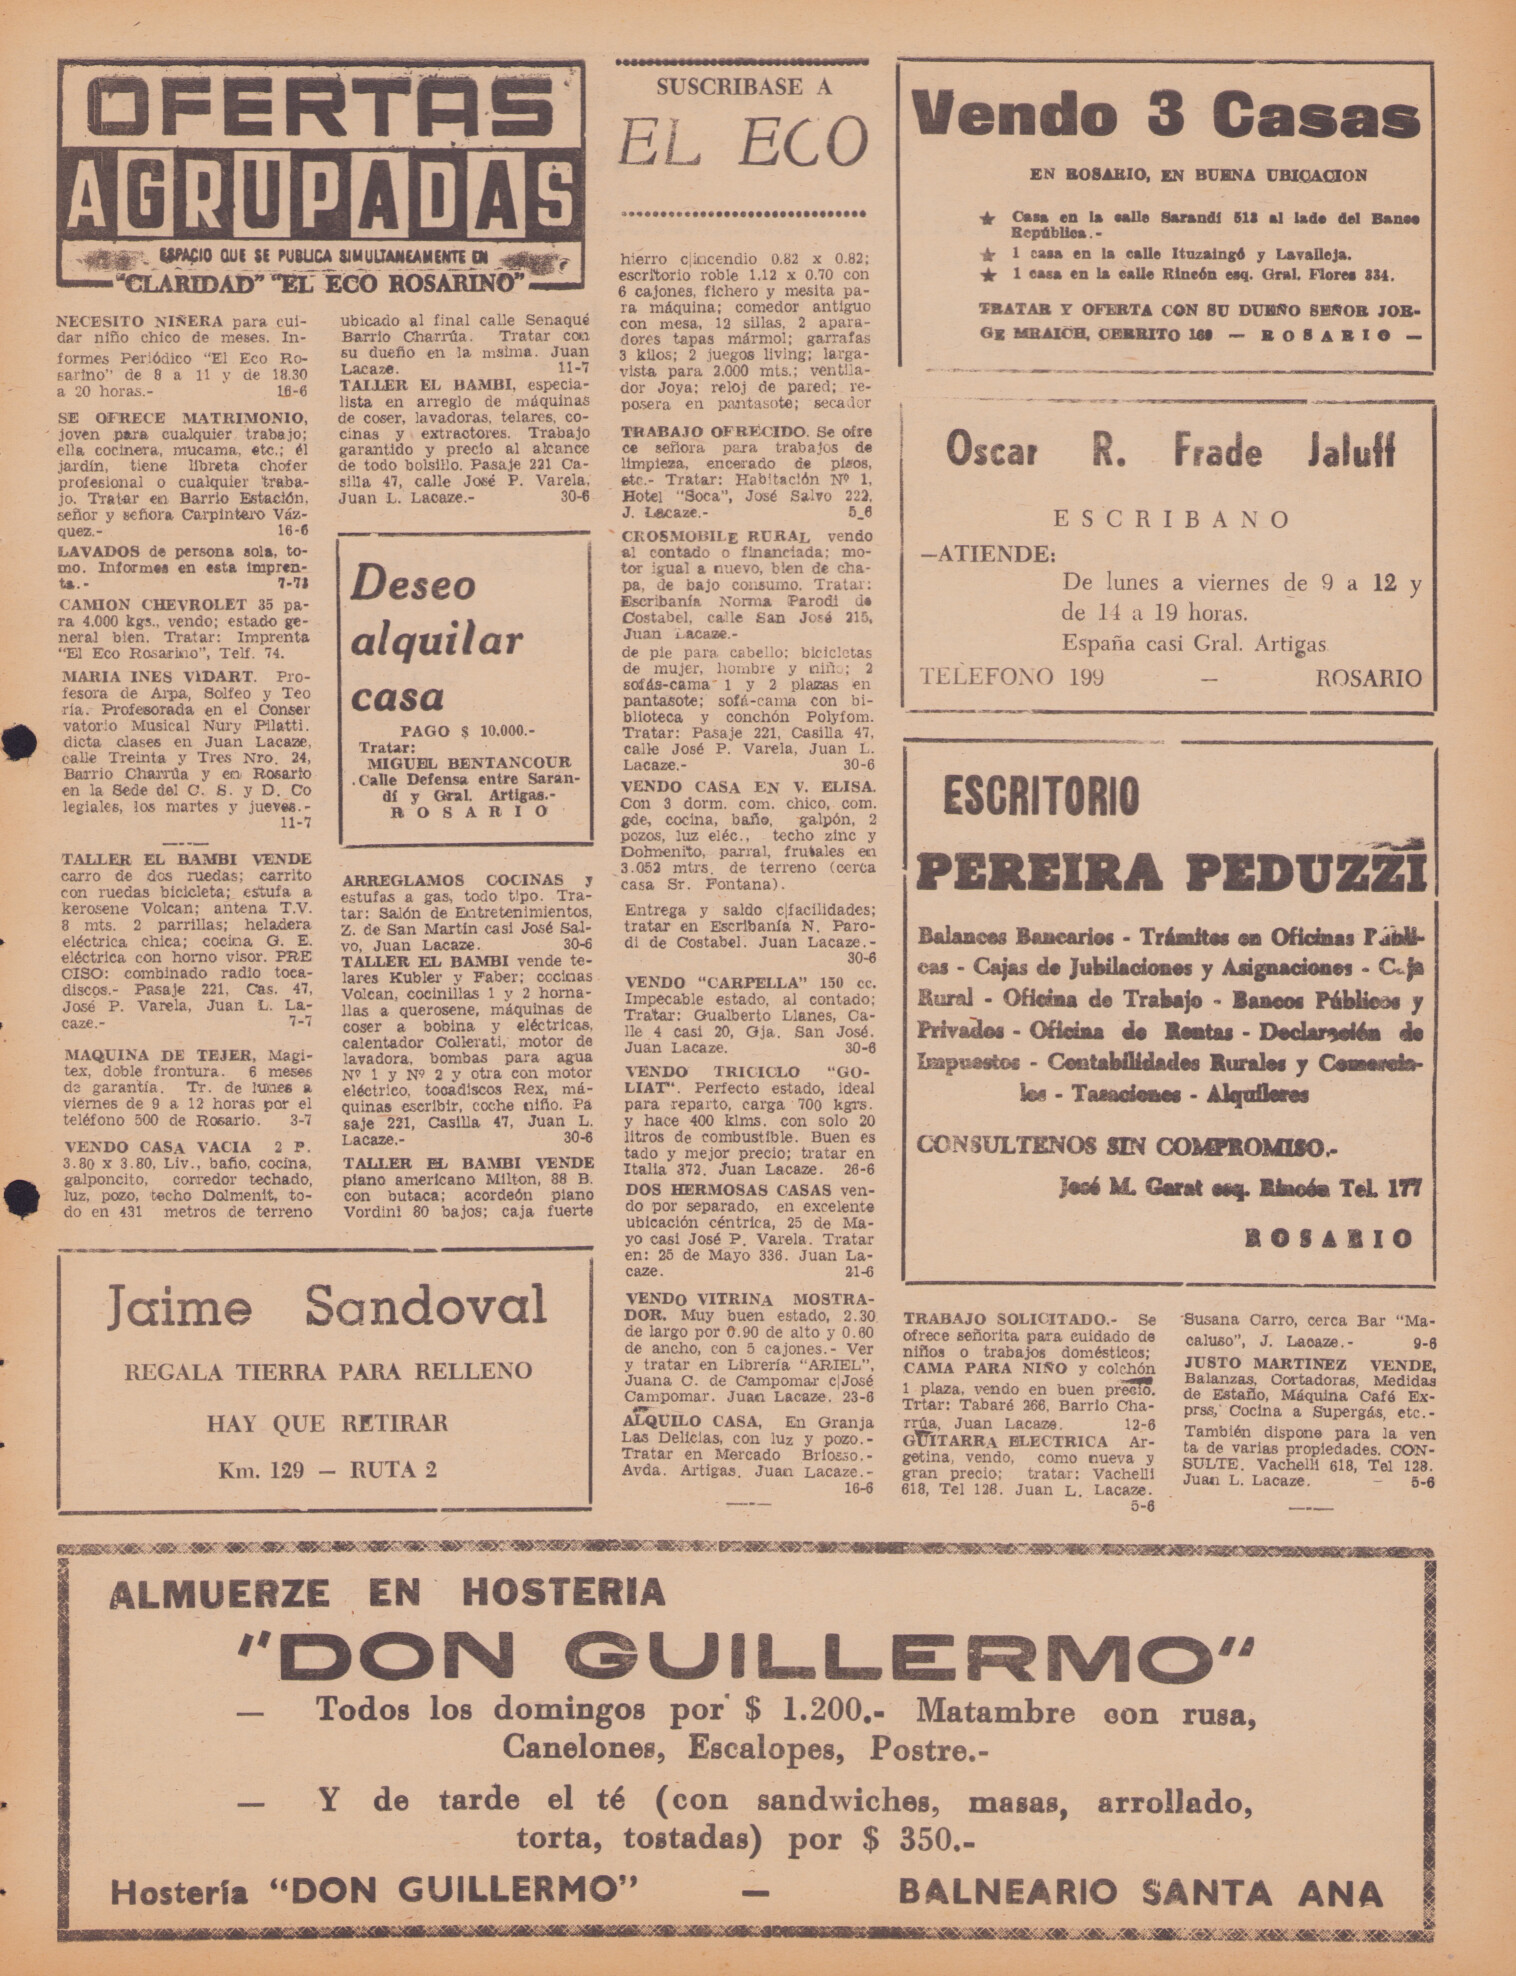 OFERTAS
AGRUPADAS
ESPACIO QUE SE PUBLICA SIMULTANEAMENTE EN
"CLARIDAD" "EL ECO ROSARINO"
NECESITO NIÑERA para cui-
dar niño chico de meses. In-
formes Periódico "El Eco Ro-
sarino" de 8 a 11 y de 18.30
a 20 horas.- 16-6
SE OFRECE MATRIMONIO,
joven para cualquier trabajo;
ella cocinera, mucama, etc.; él
jardín, tiene libreta chofer
profesional o cualquier traba-
jo. Tratar en Barrio Estación,
señor y señora Carpintero Váz-
quez.- 16-6
LAVADOS de persona sola, to-
mo. Informes en esta impren-
ta.- 7-73
CAMION CHEVROLET 35 pa-
ra 4.000 kgs., vendo; estado ge-
neral bien. Tratar: Imprenta
"El Eco Rosarino", Telf. 74.
MARIA INES VIDART. Pro-
fesora de Arpa, Solfeo y Teo
ría. Profesorada en el Conser
vatorio Musical Nury Pilatti.
dicta clases en Juan Lacaze,
calle Treinta y Tres Nro. 24,
Barrio Charrúa y en Rosario
en la Sede del C. S. y D. Co
legiales, los martes y jueves.-
11-7
TALLER EL BAMBI VENDE
carro de dos ruedas; carrito
con ruedas bicicleta; estufa a
kerosene Volcan; antena T.V.
8 mts. 2 parrillas; heladera
eléctrica chica; cocina G. E.
eléctrica con horno visor. PRE
CISO: combinado radio toca-
discos.- Pasaje 221, Cas. 47,
José P. Varela, Juan L. La-
caze.- 7-7
MAQUINA DE TEJER, Magi-
tex, doble frontura. 6 meses
de garantía. Tr. de lunes a
viernes de 9 a 12 horas por el
teléfono 500 de Rosario. 3-7
VENDO CASA VACIA 2 P.
3.80 x 3.80, Liv., baño, cocina,
galponcito, corredor techado,
luz, pozo, techo Dolmenit, to-
do en 431 metros de terreno
ubicado al final calle Senaqué
Barrio Charrúa. Tratar con
su dueño en la msima. Juan
Lacaze. 11-7
TALLER EL BAMBI, especia-
lista en arreglo de máquinas
de coser, lavadoras, telares, co-
cinas y extractores. Trabajo
garantido y precio al alcance
de todo bolsillo. Pasaje 221 Ca-
silla 47, calle José P. Varela,
Juan L. Lacaze.- 30-6
Deseo
alquilar
casa
PAGO $ 10.000.-
Tratar:
MIGUEL BENTANCOUR
Calle Defensa entre Saran-
dí y Gral. Artigas.-
ROSARIO
ARREGLAMOS COCINAS y
estufas a gas, todo tipo. Tra-
tar: Salón de Entretenimientos,
Z. de San Martín casi José Sal-
vo, Juan Lacaze. 30-6
TALLER EL BAMBI vende te-
lares Kubler y Faber; cocinas
Volcan, cocinillas 1 y 2 horna-
llas a querosene, máquinas de
coser a bobina y eléctricas,
calentador Collerati, motor de
lavadora, bombas para agua
Nº 1 y Nº 2 y otra con motor
eléctrico, tocadiscos Rex, má-
quinas escribir, coche niño. Pa
saje 221, Casilla 47, Juan L.
Lacaze.- 30-6
TALLER EL BAMBI VENDE
piano americano Milton, 88 B.
con butaca; acordeón piano
Vordini 80 bajos; caja fuerte
Jaime Sandoval
REGALA TIERRA PARA RELLENO
HAY QUE RETIRAR
Km. 129 — RUTA 2
SUSCRIBASE A
EL ECO
hierro c|incendio 0.82 x 0.82;
escritorio roble 1.12 x 0.70 con
6 cajones, fichero y mesita pa-
ra máquina; comedor antiguo
con mesa, 12 sillas, 2 apara-
dores tapas mármol; garrafas
3 kilos; 2 juegos living; larga-
vista para 2.000 mts.; ventila-
dor Joya; reloj de pared; re-
posera en pantasote; secador
TRABAJO OFRECIDO. Se ofre
ce señora para trabajos de
limpieza, encerado de pisos,
etc.- Tratar: Habitación Nº 1,
Hotel "Soca", José Salvo 222,
J. Lacaze.- 5_6
CROSMOBILE RURAL vendo
al contado o financiada; mo-
tor igual a nuevo, bien de cha-
pa, de bajo consumo. Tratar:
Escribanía Norma Parodi de
Costabel, calle San José 215,
Juan Lacaze.-
de pie para cabello; bicicletas
de mujer, hombre y niño; 2
sofás-cama 1 y 2 plazas en
pantasote; sofá-cama con bi-
blioteca y conchón Polyfom.
Tratar: Pasaje 221, Casilla 47,
calle José P. Varela, Juan L.
Lacaze.- 30-6
VENDO CASA EN V. ELISA.
Con 3 dorm. com. chico, com.
gde, cocina, baño, galpón, 2
pozos, luz eléc., techo zinc y
Dolmenito, parral, frutales en
3.052 mtrs. de terreno (cerca
casa Sr. Fontana).
Entrega y saldo c|facilidades;
tratar en Escribanía N. Paro-
di de Costabel. Juan Lacaze.-
30-6
VENDO "CARPELLA" 150 cc.
Impecable estado, al contado;
Tratar: Gualberto Llanes, Ca-
lle 4 casi 20, Gja. San José.
Juan Lacaze. 30-6
VENDO TRICICLO "GO-
LIAT". Perfecto estado, ideal
para reparto, carga 700 kgrs.
y hace 400 klms. con solo 20
litros de combustible. Buen es
tado y mejor precio; tratar en
Italia 372, Juan Lacaze. 26-6
DOS HERMOSAS CASAS ven-
do por separado, en excelente
ubicación céntrica, 25 de Ma-
yo casi José P. Varela. Tratar
en: 25 de Mayo 336. Juan La-
caze. 21-6
VENDO VITRINA MOSTRA-
DOR. Muy buen estado, 2.30
de largo por 0.90 de alto y 0.60
de ancho, con 5 cajones.- Ver
y tratar en Librería "ARIEL",
Juana C. de Campomar c|José
Campomar. Juan Lacaze. 23-6
ALQUILO CASA, En Granja
Las Delicias, con luz y pozo.-
Tratar en Mercado Briosso.-
Avda. Artigas. Juan Lacaze.-
16-6
Vendo 3 Casas
EN ROSARIO, EN BUENA UBICACION
★ Casa en la calle Sarandí 513 al lado del Banco
República.-
★ 1 casa en la calle Ituzaingó y Lavalleja.
★ 1 casa en la calle Rincón esq. Gral. Flores 334.
TRATAR Y OFERTA CON SU DUEÑO SEÑOR JOR-
GE MRAICH, CERRITO 169 — ROSARIO —
Oscar R. Frade Jaluff
ESCRIBANO
—ATIENDE:
De lunes a viernes de 9 a 12 y
de 14 a 19 horas.
España casi Gral. Artigas
TELEFONO 199 — ROSARIO
ESCRITORIO
PEREIRA PEDUZZI
Balances Bancarios - Trámites en Oficinas Públi-
cas - Cajas de Jubilaciones y Asignaciones - Caja
Rural - Oficina de Trabajo - Bancos Públicos y
Privados - Oficina de Rentas - Declaración de
Impuestos - Contabilidades Rurales y Comercia-
les - Tasaciones - Alquileres
CONSULTENOS SIN COMPROMISO.-
José M. Garat esq. Rincón Tel. 177
ROSARIO
TRABAJO SOLICITADO.- Se
ofrece señorita para cuidado de
niños o trabajos domésticos;
CAMA PARA NIÑO y colchón
1 plaza, vendo en buen precio.
Trtar: Tabaré 266, Barrio Cha-
rrúa, Juan Lacaze. 12-6
GUITARRA ELECTRICA Ar-
getina, vendo, como nueva y
gran precio; tratar: Vachelli
618, Tel 128. Juan L. Lacaze.
5-6
Susana Carro, cerca Bar "Ma-
caluso", J. Lacaze.- 9-6
JUSTO MARTINEZ VENDE,
Balanzas, Cortadoras, Medidas
de Estaño, Máquina Café Ex-
prss, Cocina a Supergás, etc.-
También dispone para la ven
ta de varias propiedades. CON-
SULTE. Vachelli 618, Tel 128.
Juan L. Lacaze. - 5-6
ALMUERZE EN HOSTERIA
"DON GUILLERMO"
— Todos los domingos por $ 1.200.- Matambre con rusa,
Canelones, Escalopes, Postre.-
— Y de tarde el té (con sandwiches, masas, arrollado,
torta, tostadas) por $ 350.-
Hostería "DON GUILLERMO" — BALNEARIO SANTA ANA